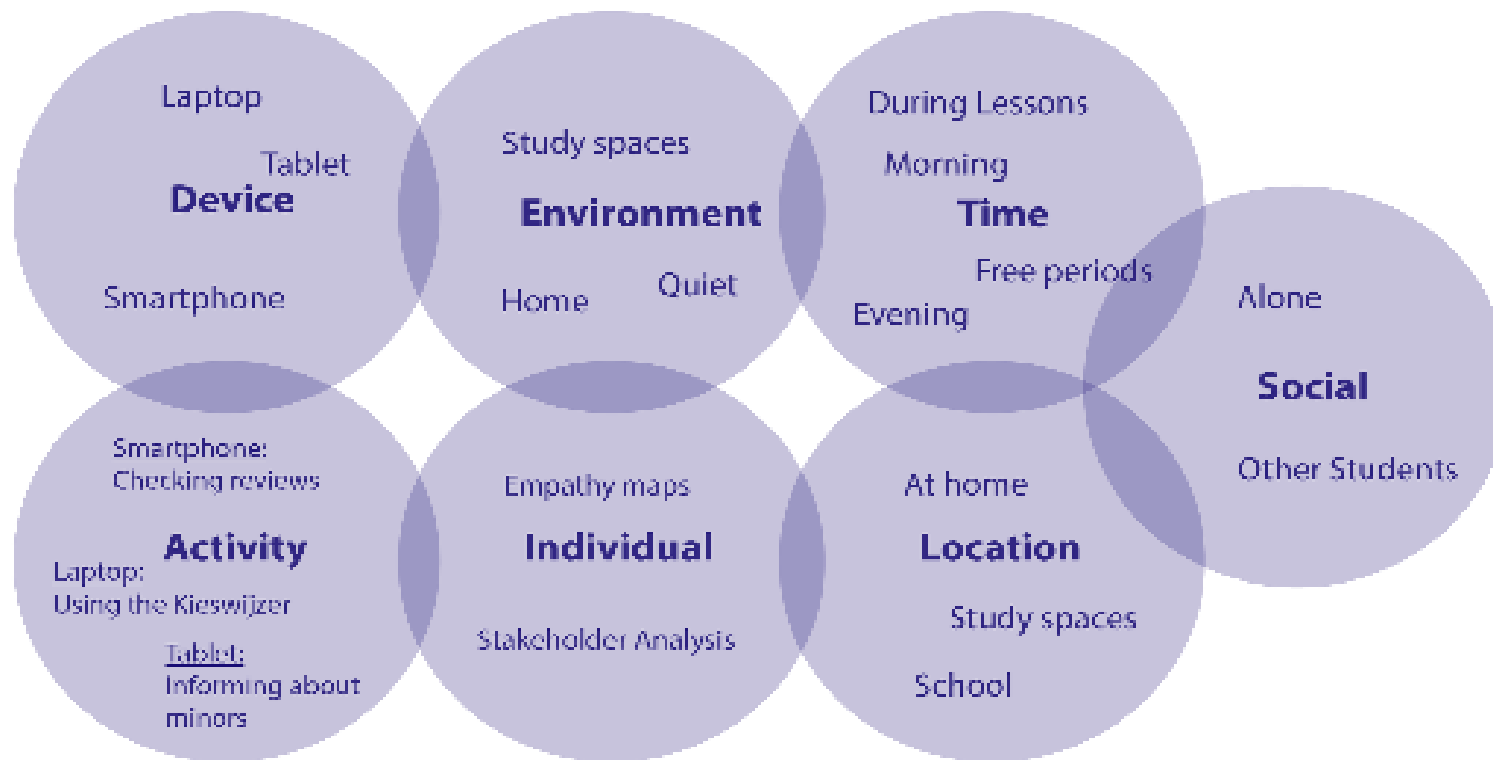 Laptop
Tablet
Device
Smartphone
Study spaces
Environment
Home
Quiet
During Lessons
Morning
Time
Free periods
Evening
Alone
Social
Other Students
Smartphone:
Checking reviews
Activity
Laptop:
Using the Kieswijzer
Tablet:
Informing about
minors
Empathy maps
Individual
Stakeholder Analysis
At home
Location
Study spaces
School